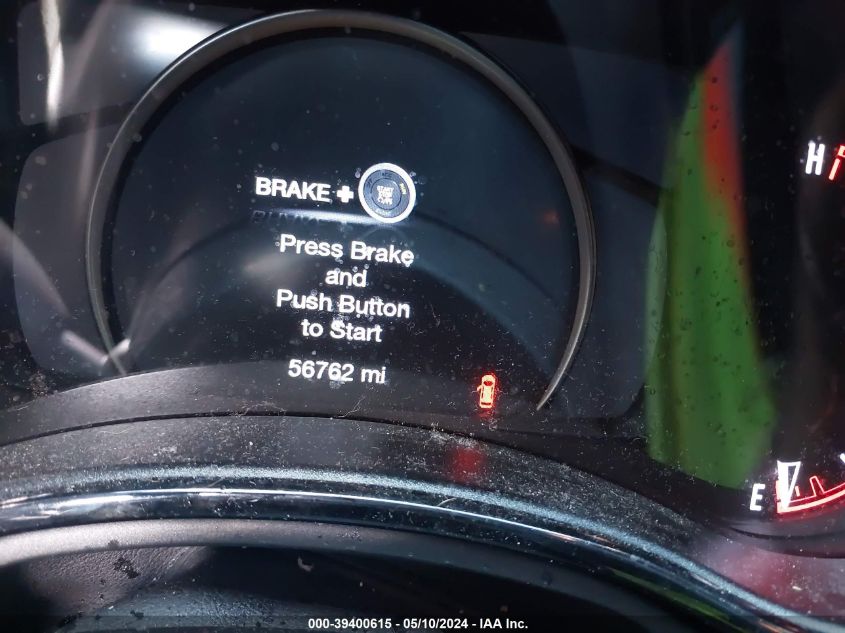 BRAKE +
Press Brake
and
Push Button
to Start
56762 mi
H
E
000-39400615 - 05/10/2024 - IAA Inc.